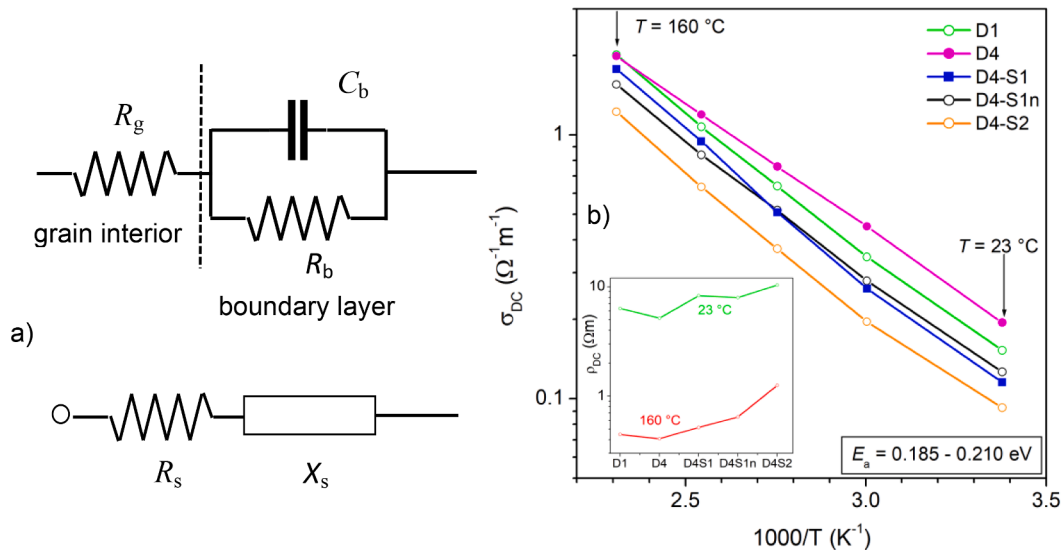 R_g
C_b
grain interior
R_b
boundary layer
a)
R_s
X_s
T = 160 °C
D1
D4
D4-S1
D4-S1n
D4-S2
b)
T = 23 °C
σ_DC (Ω⁻¹m⁻¹)
1
0.1
10
1
ρ_DC (Ωm)
23 °C
160 °C
D1 D4 D4S1 D4S1n D4S2
E_a = 0.185 - 0.210 eV
2.5 3.0 3.5
1000/T (K⁻¹)